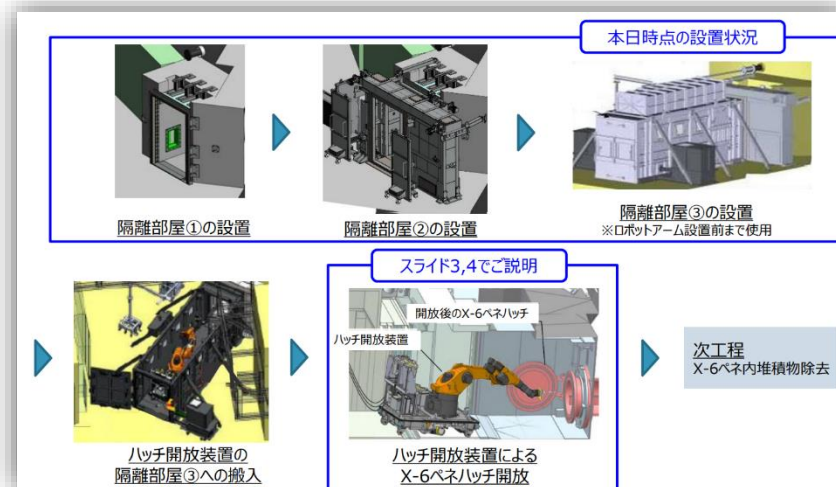 本日時点の設置状況
隔離部屋①の設置
隔離部屋②の設置
隔離部屋③の設置
※ロボットアーム設置前まで使用
スライド3,4でご説明
ハッチ開放装置の
隔離部屋③への搬入
開放後のX-6ペネハッチ
ハッチ開放装置
ハッチ開放装置による
X-6ペネハッチ開放
次工程
X-6ペネ内堆積物除去